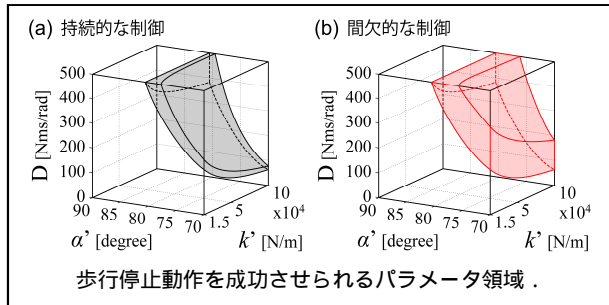 (a) 持続的な制御
(b) 間欠的な制御
D [Nms/rad]
500
400
300
200
100
0
90
85
80
75
70
α' [degree]
1.5
5
10
x10⁴
k' [N/m]
D [Nms/rad]
500
400
300
200
100
0
90
85
80
75
70
α' [degree]
1.5
5
10
x10⁴
k' [N/m]
歩行停止動作を成功させられるパラメータ領域．